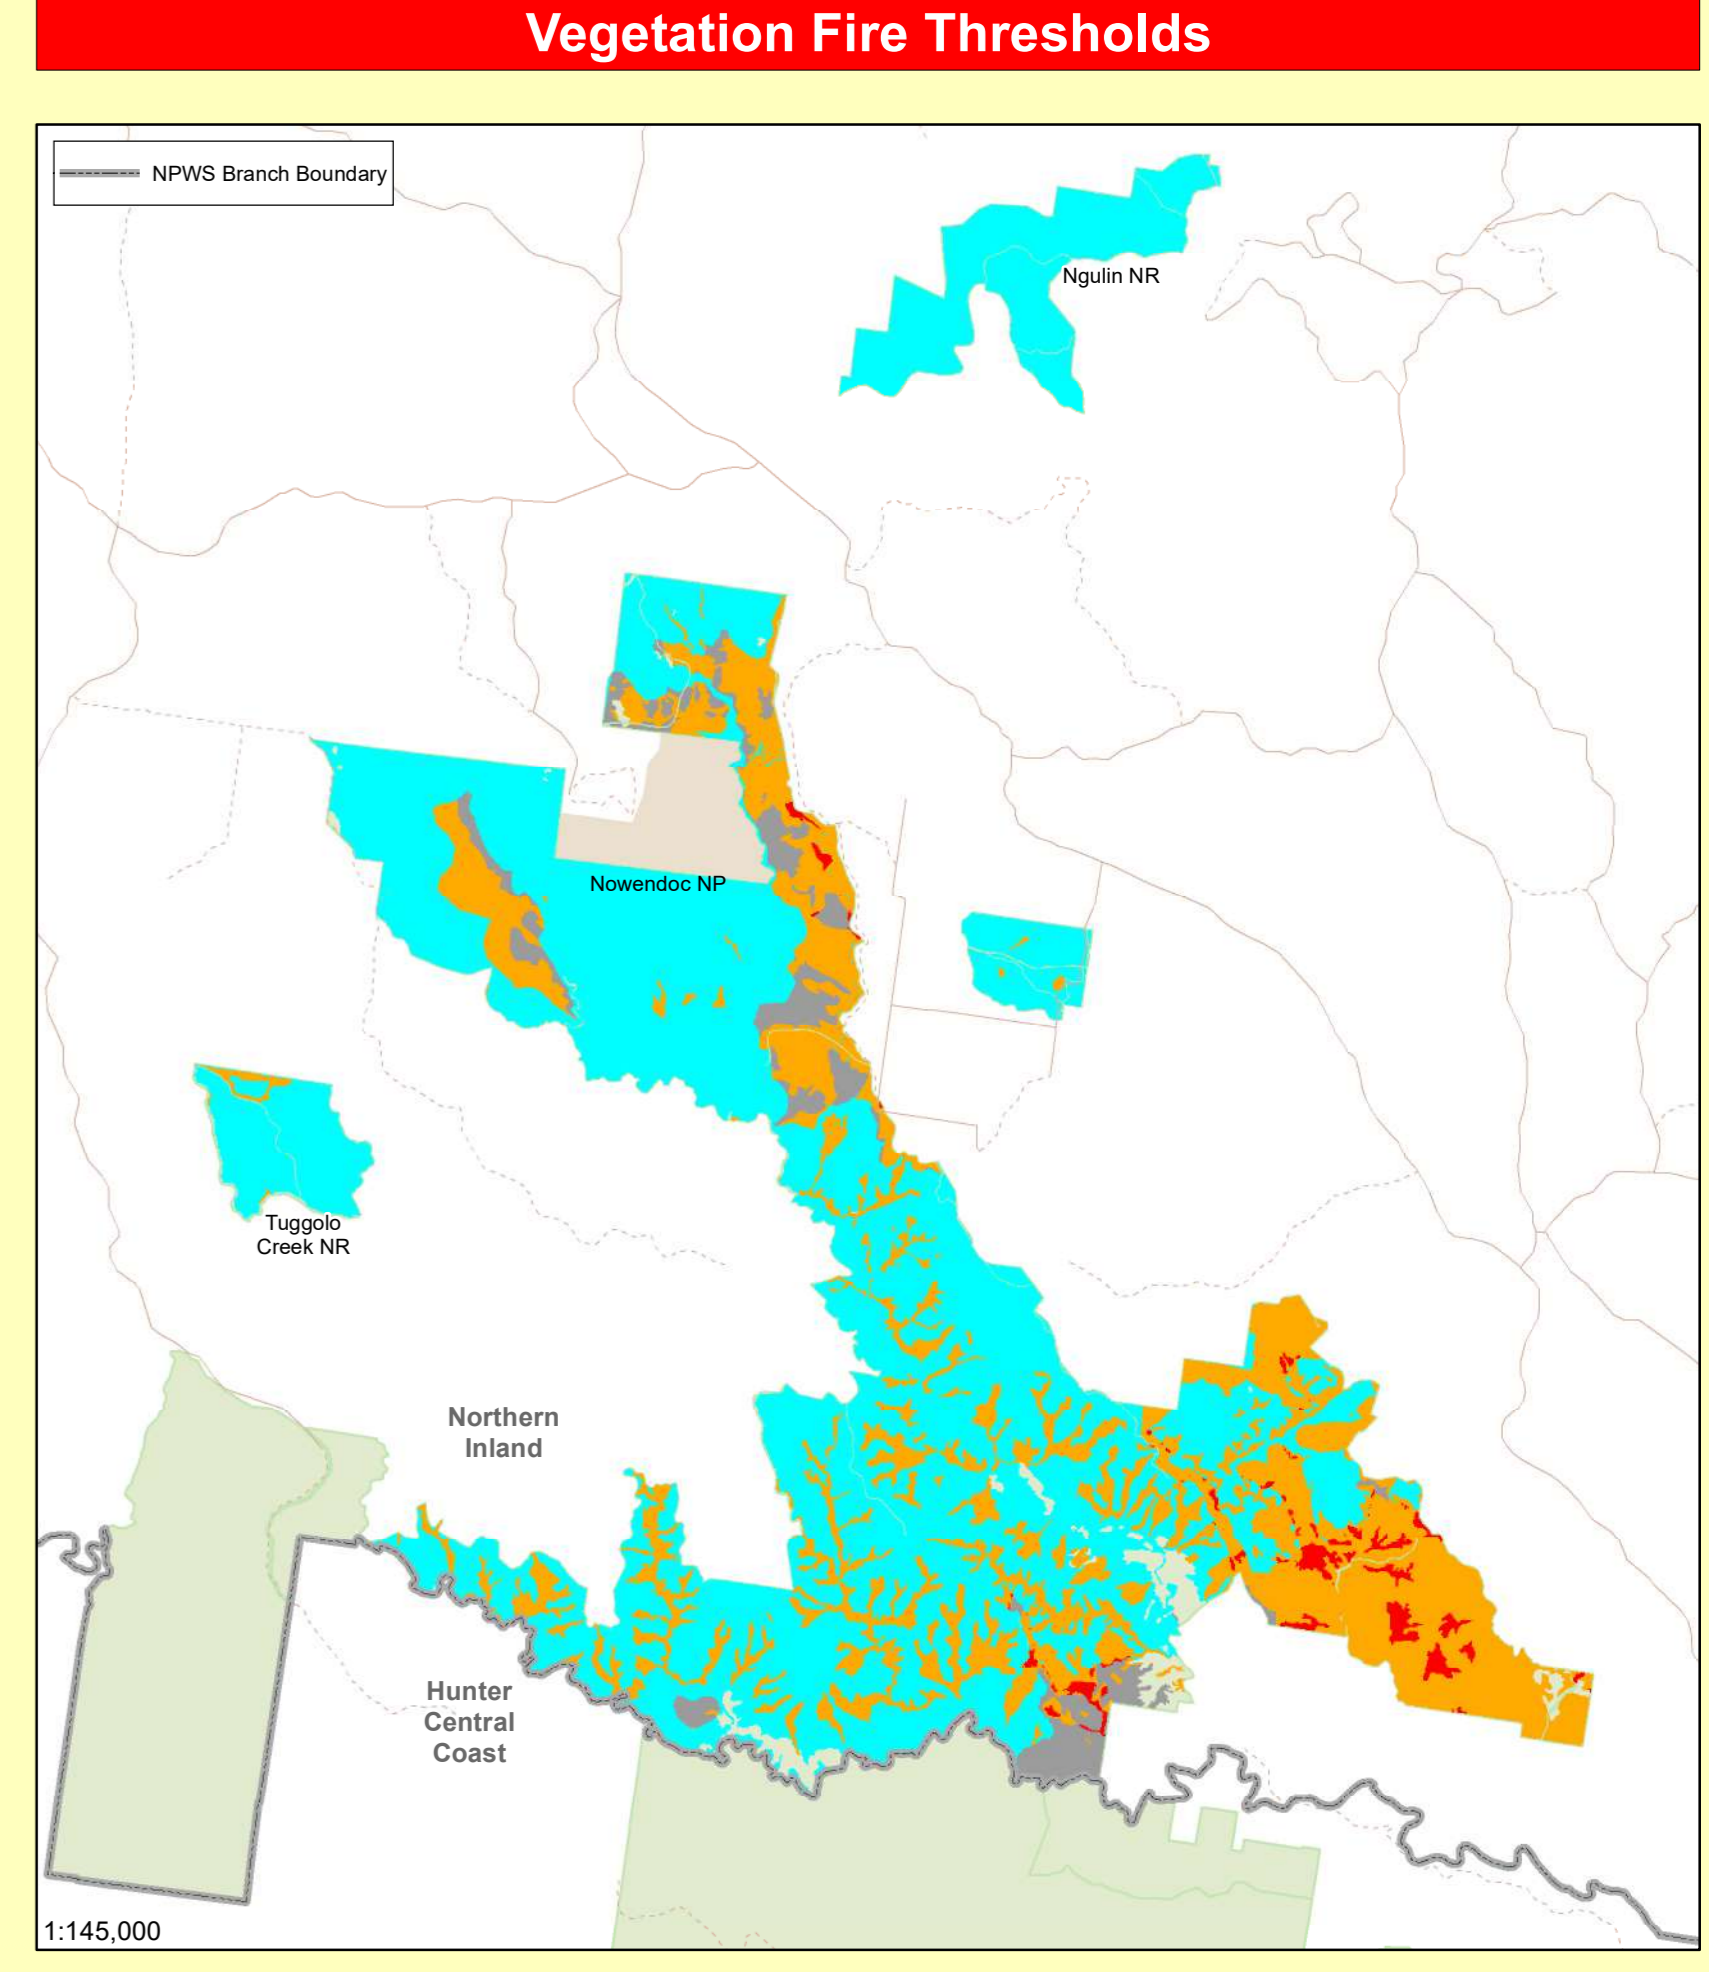 Vegetation Fire Thresholds
NPWS Branch Boundary
Ngulin NR
Nowendoc NP
Tuggolo
Creek NR
Northern
Inland
Hunter
Central
Coast
1:145,000